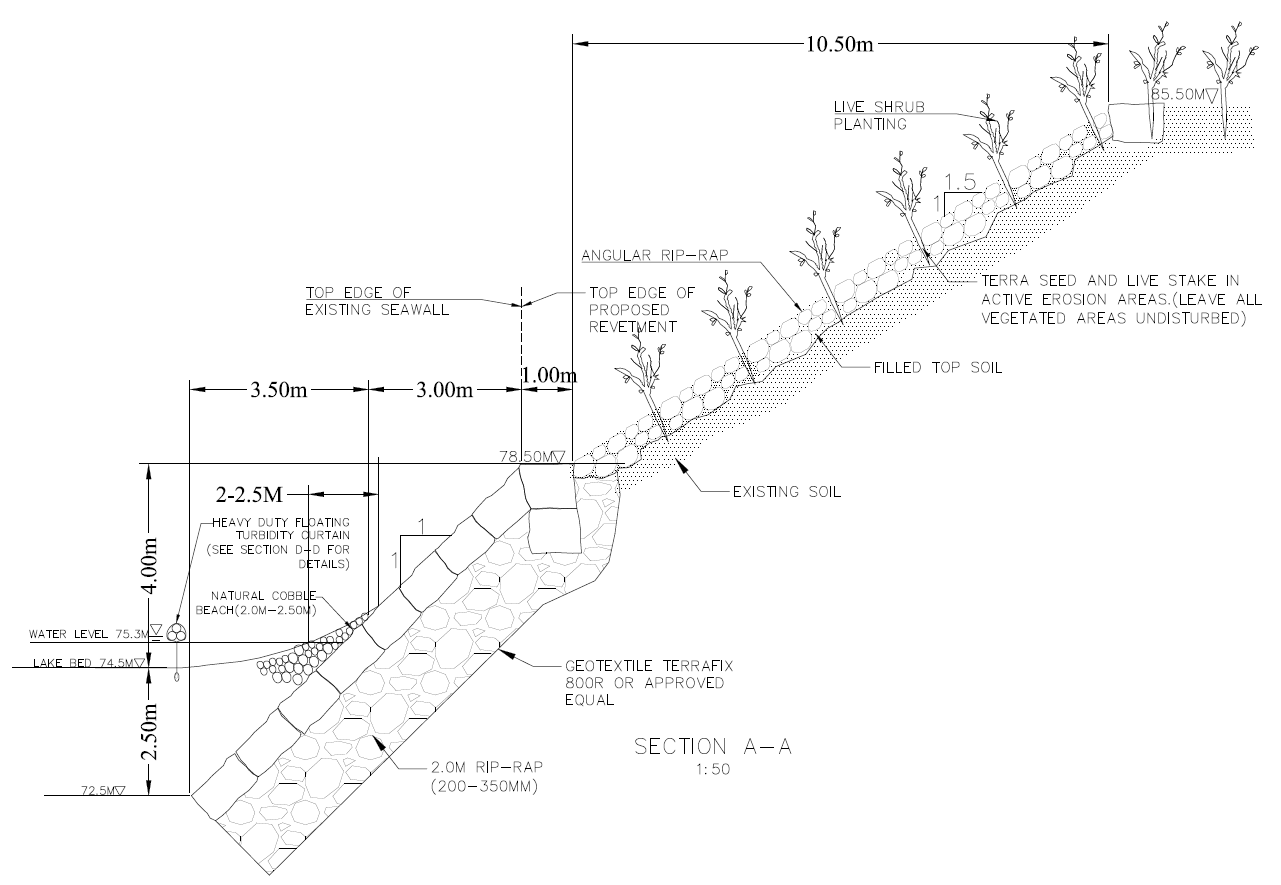 10.50m
85.50M
LIVE SHRUB
PLANTING
1.5
1
ANGULAR RIP-RAP
TERRA SEED AND LIVE STAKE IN
ACTIVE EROSION AREAS.(LEAVE ALL
VEGETATED AREAS UNDISTURBED)
TOP EDGE OF
EXISTING SEAWALL
TOP EDGE OF
PROPOSED
REVETMENT
FILLED TOP SOIL
3.50m
3.00m
1.00m
78.50M
EXISTING SOIL
2-2.5M
HEAVY DUTY FLOATING
TURBIDITY CURTAIN
(SEE SECTION D-D FOR
DETAILS)
1
1
4.00m
NATURAL COBBLE
BEACH(2.0M-2.50M)
WATER LEVEL 75.3M
LAKE BED 74.5M
GEOTEXTILE TERRAFIX
800R OR APPROVED
EQUAL
2.50m
SECTION A-A
1:50
2.0M RIP-RAP
(200-350MM)
72.5M